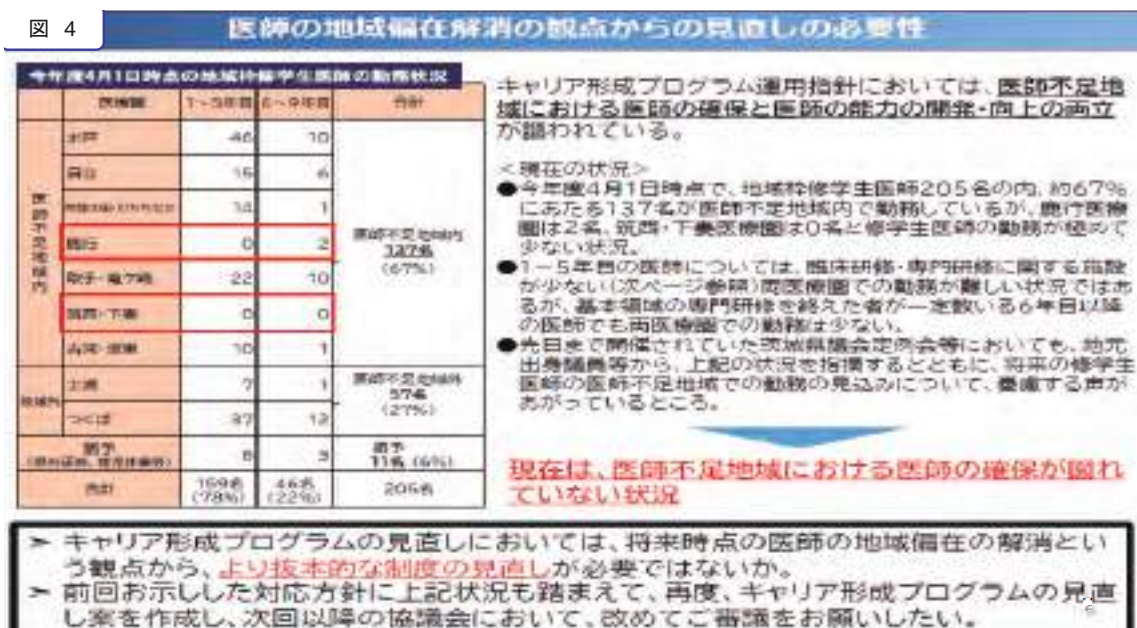 図 4
医師の地域偏在解消の観点からの見直しの必要性
今年度4月1日時点の地域枠修学生医師の勤務状況
医療圏 1~5年目 6~9年目 合計
医師不足地域内
水戸 46 10
日立 15 6
14 1
鹿行 0 2
取手・竜ケ崎 22 10
筑西・下妻 0 0
古河・坂東 10 1
医師不足地域内
137名
(67%)
地域外
土浦 7 1
つくば 37 12
医師不足地域外
57名
(27%)
猶予
8 3
猶予
11名 (6%)
合計 159名 46名 205名
(78%) (22%)
キャリア形成プログラム運用指針においては、医師不足地
域における医師の確保と医師の能力の開発・向上の両立
が謳われている。
<現在の状況>
●今年度4月1日時点で、地域枠修学生医師205名の内、約67%
にあたる137名が医師不足地域内で勤務しているが、鹿行医療
圏は2名、筑西・下妻医療圏は0名と修学生医師の勤務が極めて
少ない状況。
●1~5年目の医師については、臨床研修・専門研修に関する施設
が少ない(次ページ参照)両医療圏での勤務が難しい状況ではあ
るが、基本領域の専門研修を終えた者が一定数いる6年目以降
の医師でも両医療圏での勤務は少ない。
●先日まで開催されていた茨城県議会定例会等においても、地元
出身議員等から、上記の状況を指摘するとともに、将来の修学生
医師の医師不足地域での勤務の見込みについて、憂慮する声が
あがっているところ。
現在は、医師不足地域における医師の確保が図れ
ていない状況
➢ キャリア形成プログラムの見直しにおいては、将来時点の医師の地域偏在の解消とい
う観点から、より抜本的な制度の見直しが必要ではないか。
➢ 前回お示しした対応方針に上記状況も踏まえて、再度、キャリア形成プログラムの見直
し案を作成し、次回以降の協議会において、改めてご審議をお願いしたい。